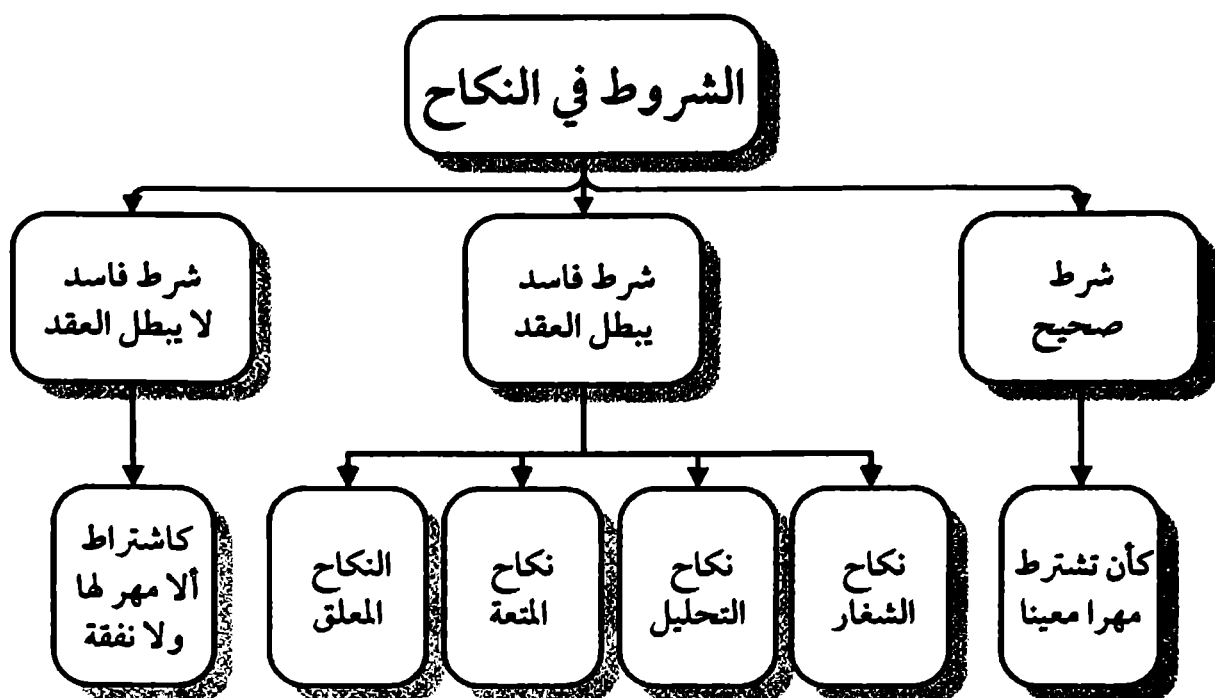 الشروط في النكاح
شرط
صحيح
شرط فاسد
يبطل العقد
شرط فاسد
لا يبطل العقد
كأن تشترط
مهرا معينا
نكاح
الشغار
نكاح
التحليل
نكاح
المتعة
النكاح
المعلق
كاشتراط
ألا مهر لها
ولا نفقة